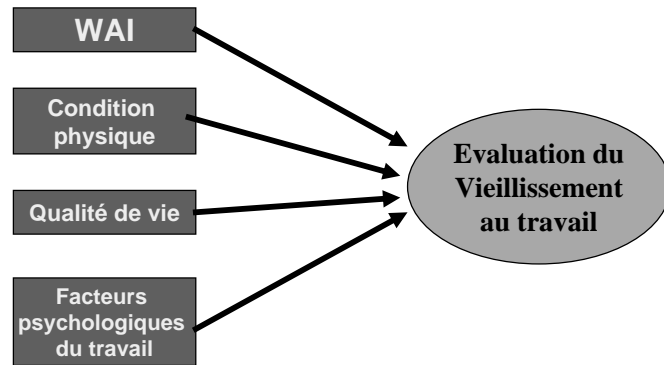 WAI
Condition
physique
Qualité de vie
Facteurs
psychologiques
du travail
Evaluation du
Vieillissement
au travail